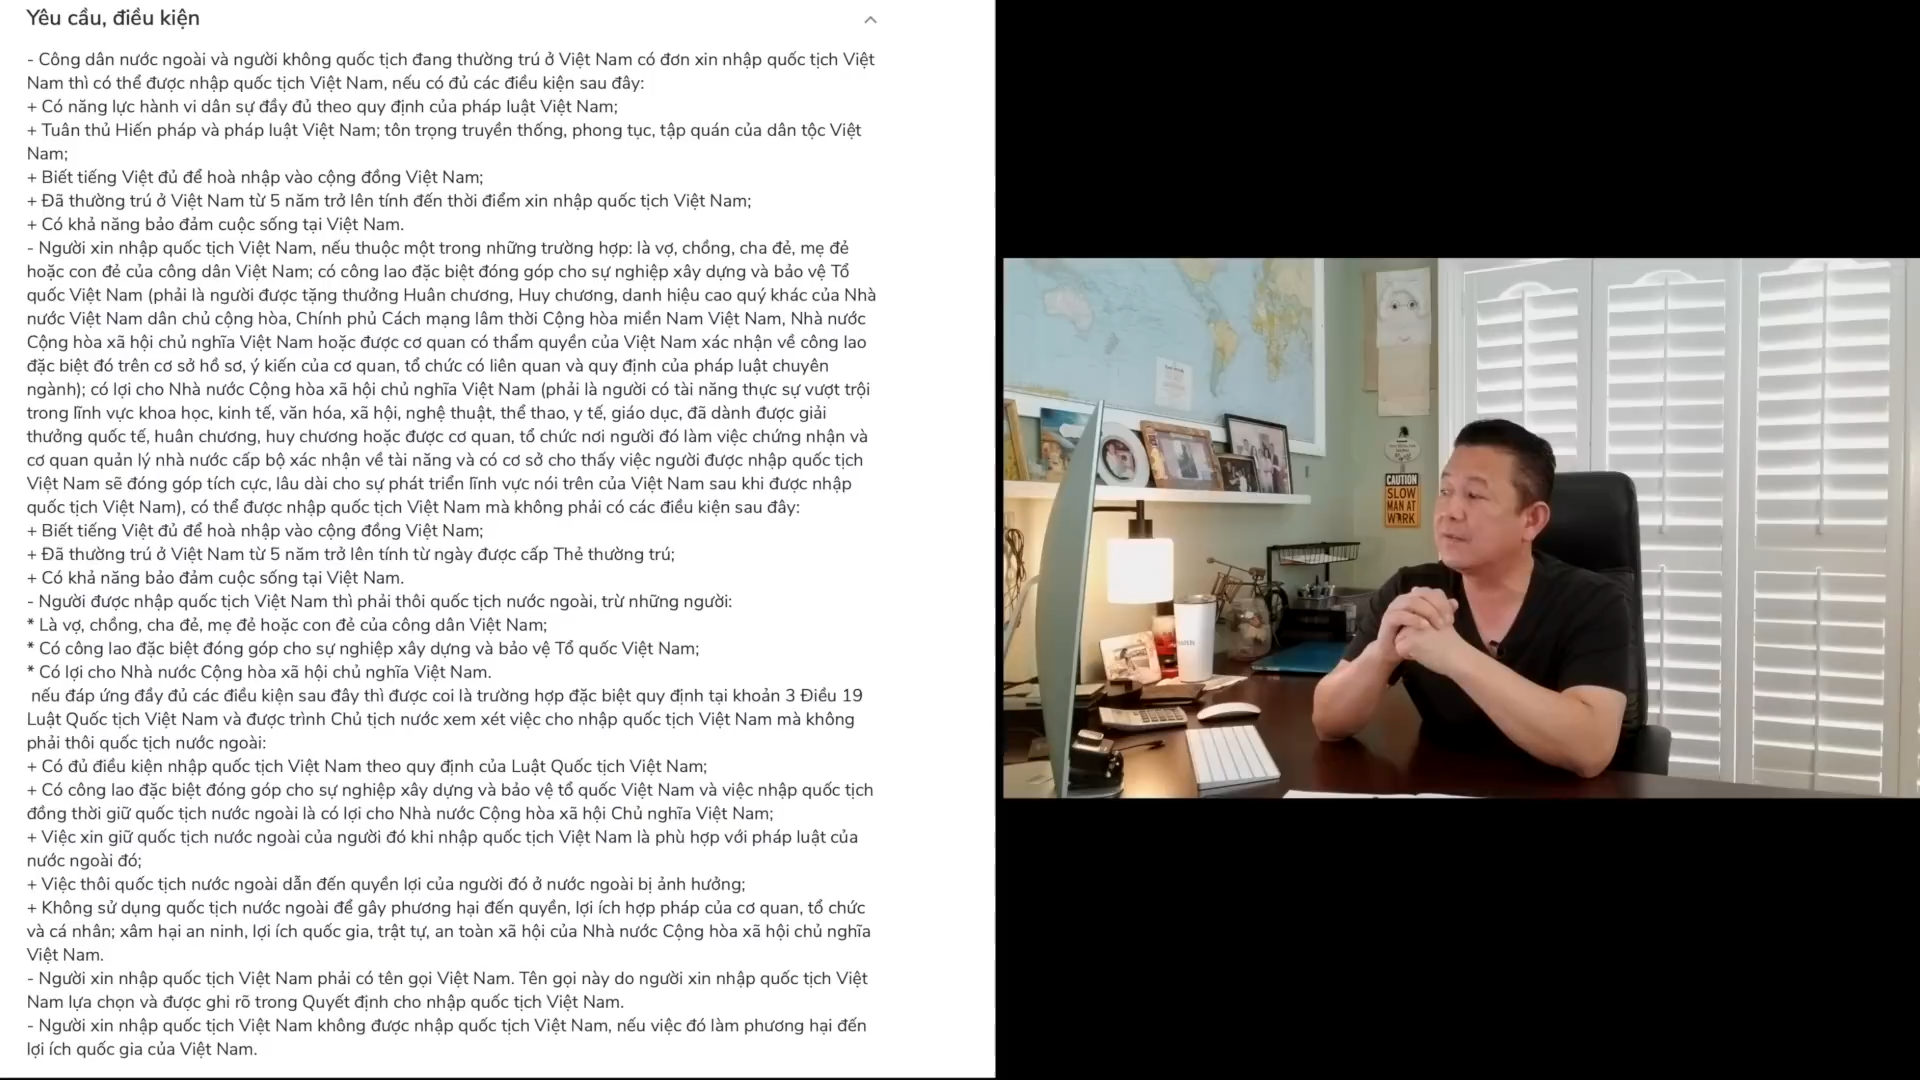 Yêu cầu, điều kiện
- Công dân nước ngoài và người không quốc tịch đang thường trú ở Việt Nam có đơn xin nhập quốc tịch Việt
Nam thì có thể được nhập quốc tịch Việt Nam, nếu có đủ các điều kiện sau đây:
+ Có năng lực hành vi dân sự đầy đủ theo quy định của pháp luật Việt Nam;
+ Tuân thủ Hiến pháp và pháp luật Việt Nam; tôn trọng truyền thống, phong tục, tập quán của dân tộc Việt
Nam;
+ Biết tiếng Việt đủ để hoà nhập vào cộng đồng Việt Nam;
+ Đã thường trú ở Việt Nam từ 5 năm trở lên tính đến thời điểm xin nhập quốc tịch Việt Nam;
+ Có khả năng bảo đảm cuộc sống tại Việt Nam.
- Người xin nhập quốc tịch Việt Nam, nếu thuộc một trong những trường hợp: là vợ, chồng, cha đẻ, mẹ đẻ
hoặc con đẻ của công dân Việt Nam; có công lao đặc biệt đóng góp cho sự nghiệp xây dựng và bảo vệ Tổ
quốc Việt Nam (phải là người được tặng thưởng Huân chương, Huy chương, danh hiệu cao quý khác của Nhà
nước Việt Nam dân chủ cộng hòa, Chính phủ Cách mạng lâm thời Cộng hòa miền Nam Việt Nam, Nhà nước
Cộng hòa xã hội chủ nghĩa Việt Nam hoặc được cơ quan có thẩm quyền của Việt Nam xác nhận về công lao
đặc biệt đó trên cơ sở hồ sơ, ý kiến của cơ quan, tổ chức có liên quan và quy định của pháp luật chuyên
ngành); có lợi cho Nhà nước Cộng hòa xã hội chủ nghĩa Việt Nam (phải là người có tài năng thực sự vượt trội
trong lĩnh vực khoa học, kinh tế, văn hóa, xã hội, nghệ thuật, thể thao, y tế, giáo dục, đã dành được giải
thưởng quốc tế, huân chương, huy chương hoặc được cơ quan, tổ chức nơi người đó làm việc chứng nhận và
cơ quan quản lý nhà nước cấp bộ xác nhận về tài năng và có cơ sở cho thấy việc người được nhập quốc tịch
Việt Nam sẽ đóng góp tích cực, lâu dài cho sự phát triển lĩnh vực nói trên của Việt Nam sau khi được nhập
quốc tịch Việt Nam), có thể được nhập quốc tịch Việt Nam mà không phải có các điều kiện sau đây:
+ Biết tiếng Việt đủ để hoà nhập vào cộng đồng Việt Nam;
+ Đã thường trú ở Việt Nam từ 5 năm trở lên tính từ ngày được cấp Thẻ thường trú;
+ Có khả năng bảo đảm cuộc sống tại Việt Nam.
- Người được nhập quốc tịch Việt Nam thì phải thôi quốc tịch nước ngoài, trừ những người:
* Là vợ, chồng, cha đẻ, mẹ đẻ hoặc con đẻ của công dân Việt Nam;
* Có công lao đặc biệt đóng góp cho sự nghiệp xây dựng và bảo vệ Tổ quốc Việt Nam;
* Có lợi cho Nhà nước Cộng hòa xã hội chủ nghĩa Việt Nam.
nếu đáp ứng đầy đủ các điều kiện sau đây thì được coi là trường hợp đặc biệt quy định tại khoản 3 Điều 19
Luật Quốc tịch Việt Nam và được trình Chủ tịch nước xem xét việc cho nhập quốc tịch Việt Nam mà không
phải thôi quốc tịch nước ngoài:
+ Có đủ điều kiện nhập quốc tịch Việt Nam theo quy định của Luật Quốc tịch Việt Nam;
+ Có công lao đặc biệt đóng góp cho sự nghiệp xây dựng và bảo vệ tổ quốc Việt Nam và việc nhập quốc tịch
đồng thời giữ quốc tịch nước ngoài là có lợi cho Nhà nước Cộng hòa xã hội Chủ nghĩa Việt Nam;
+ Việc xin giữ quốc tịch nước ngoài của người đó khi nhập quốc tịch Việt Nam là phù hợp với pháp luật của
nước ngoài đó;
+ Việc thôi quốc tịch nước ngoài dẫn đến quyền lợi của người đó ở nước ngoài bị ảnh hưởng;
+ Không sử dụng quốc tịch nước ngoài để gây phương hại đến quyền, lợi ích hợp pháp của cơ quan, tổ chức
và cá nhân; xâm hại an ninh, lợi ích quốc gia, trật tự, an toàn xã hội của Nhà nước Cộng hòa xã hội chủ nghĩa
Việt Nam.
- Người xin nhập quốc tịch Việt Nam phải có tên gọi Việt Nam. Tên gọi này do người xin nhập quốc tịch Việt
Nam lựa chọn và được ghi rõ trong Quyết định cho nhập quốc tịch Việt Nam.
- Người xin nhập quốc tịch Việt Nam không được nhập quốc tịch Việt Nam, nếu việc đó làm phương hại đến
lợi ích quốc gia của Việt Nam.
CAUTION
SLOW
MAN AT
WORK